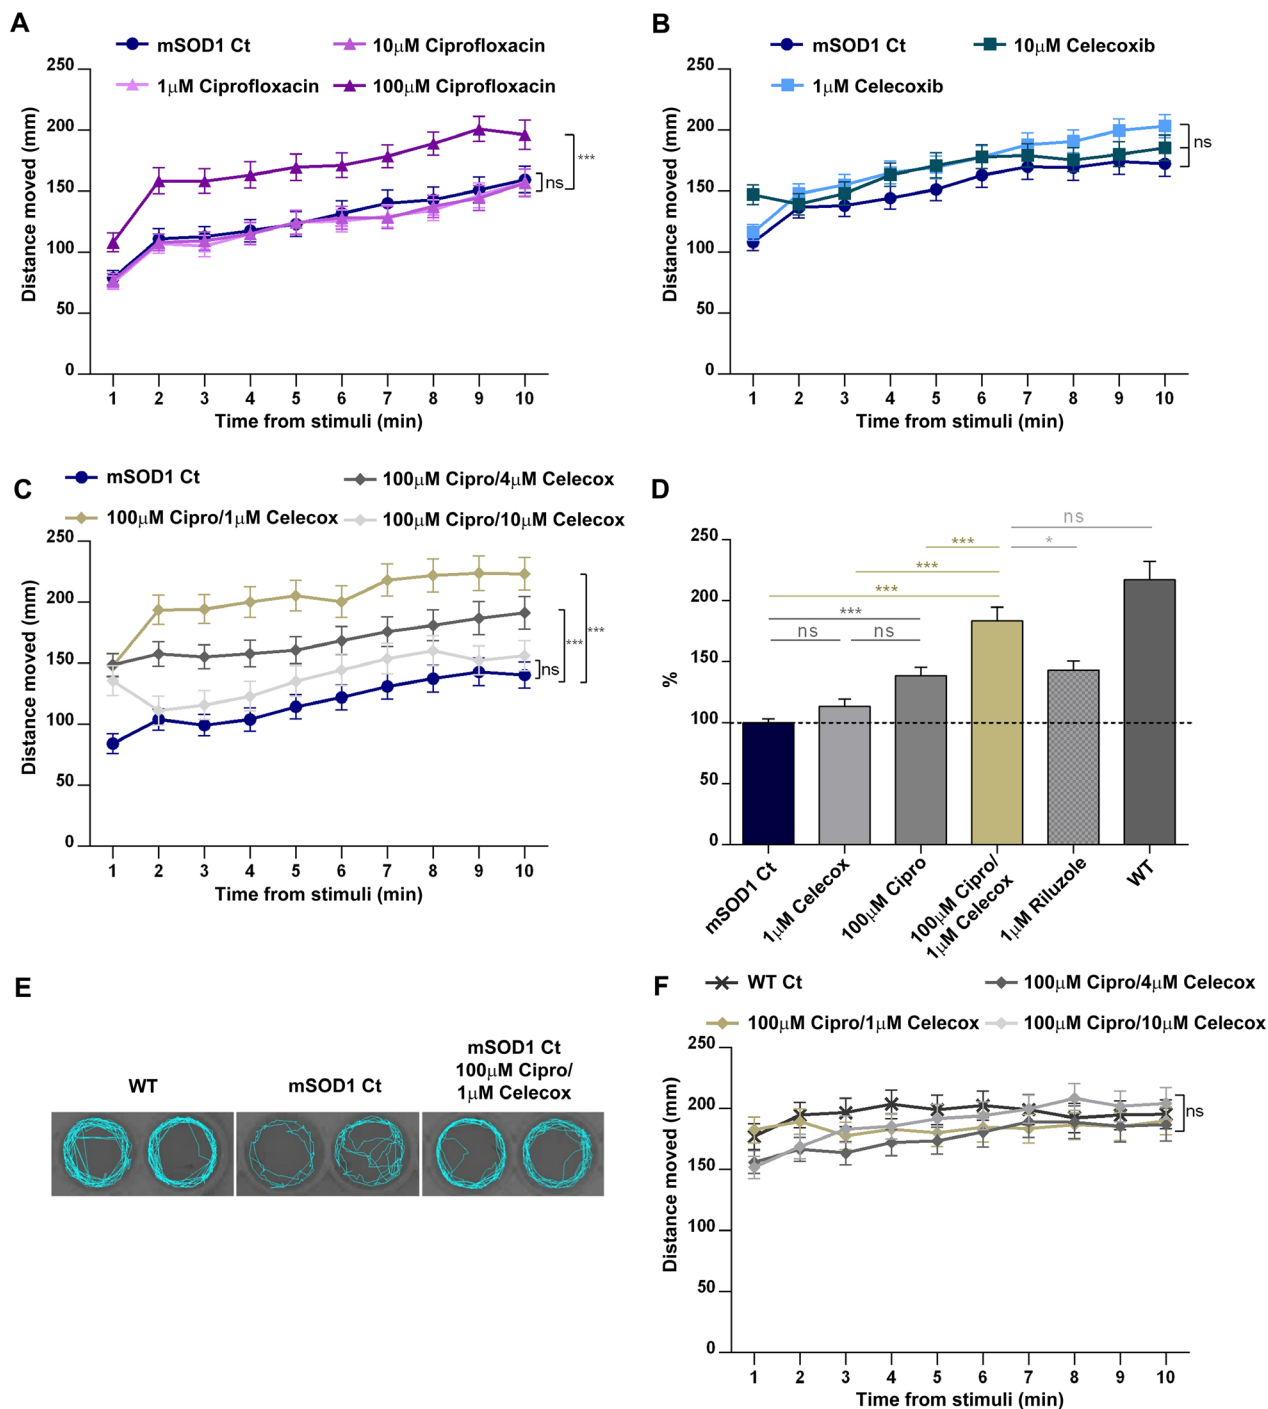 A
mSOD1 Ct
10µM Ciprofloxacin
1µM Ciprofloxacin
100µM Ciprofloxacin
250
200
150
100
50
0
Distance moved (mm)
***
ns
1 2 3 4 5 6 7 8 9 10
Time from stimuli (min)
B
mSOD1 Ct
10µM Celecoxib
1µM Celecoxib
250
200
150
100
50
0
Distance moved (mm)
ns
1 2 3 4 5 6 7 8 9 10
Time from stimuli (min)
C
mSOD1 Ct
100µM Cipro/4µM Celecox
100µM Cipro/1µM Celecox
100µM Cipro/10µM Celecox
250
200
150
100
50
0
Distance moved (mm)
***
***
ns
1 2 3 4 5 6 7 8 9 10
Time from stimuli (min)
D
ns
*** *
***
***
***
ns ns
250
200
150
100
50
0
%
mSOD1 Ct
1µM Celecox
100µM Cipro
100µM Cipro/
1µM Celecox
1µM Riluzole
WT
E
WT
mSOD1 Ct
mSOD1 Ct
100µM Cipro/
1µM Celecox
F
WT Ct
100µM Cipro/4µM Celecox
100µM Cipro/1µM Celecox
100µM Cipro/10µM Celecox
250
200
150
100
50
0
Distance moved (mm)
ns
1 2 3 4 5 6 7 8 9 10
Time from stimuli (min)